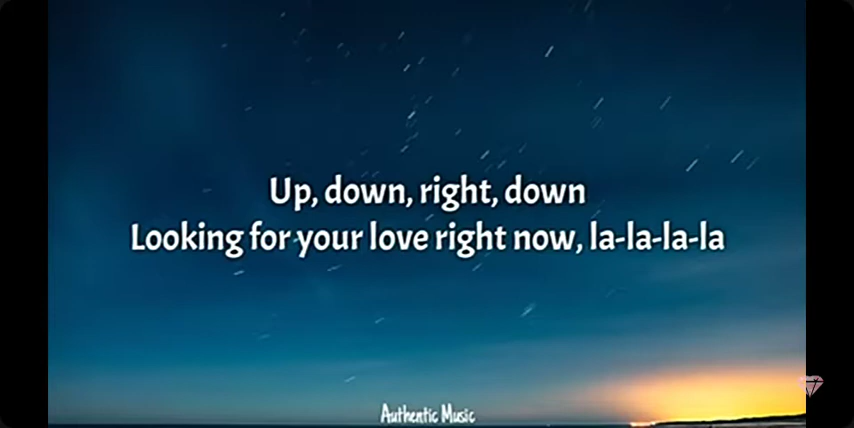 Up, down, right, down
Looking for your love right now, la-la-la-la
Authentic Music